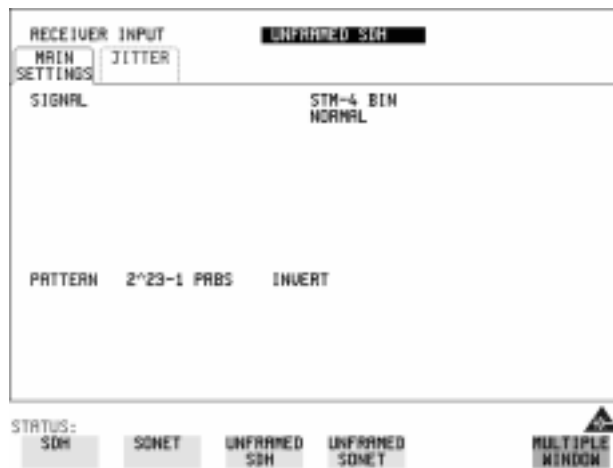 RECEIVER INPUT UNFRAMED SDH
MAIN SETTINGS JITTER
SIGNAL STM-4 BIN
NORMAL
PATTERN 2^23-1 PRBS INVERT
STATUS:
SDH SONET UNFRAMED SDH UNFRAMED SONET MULTIPLE WINDOW